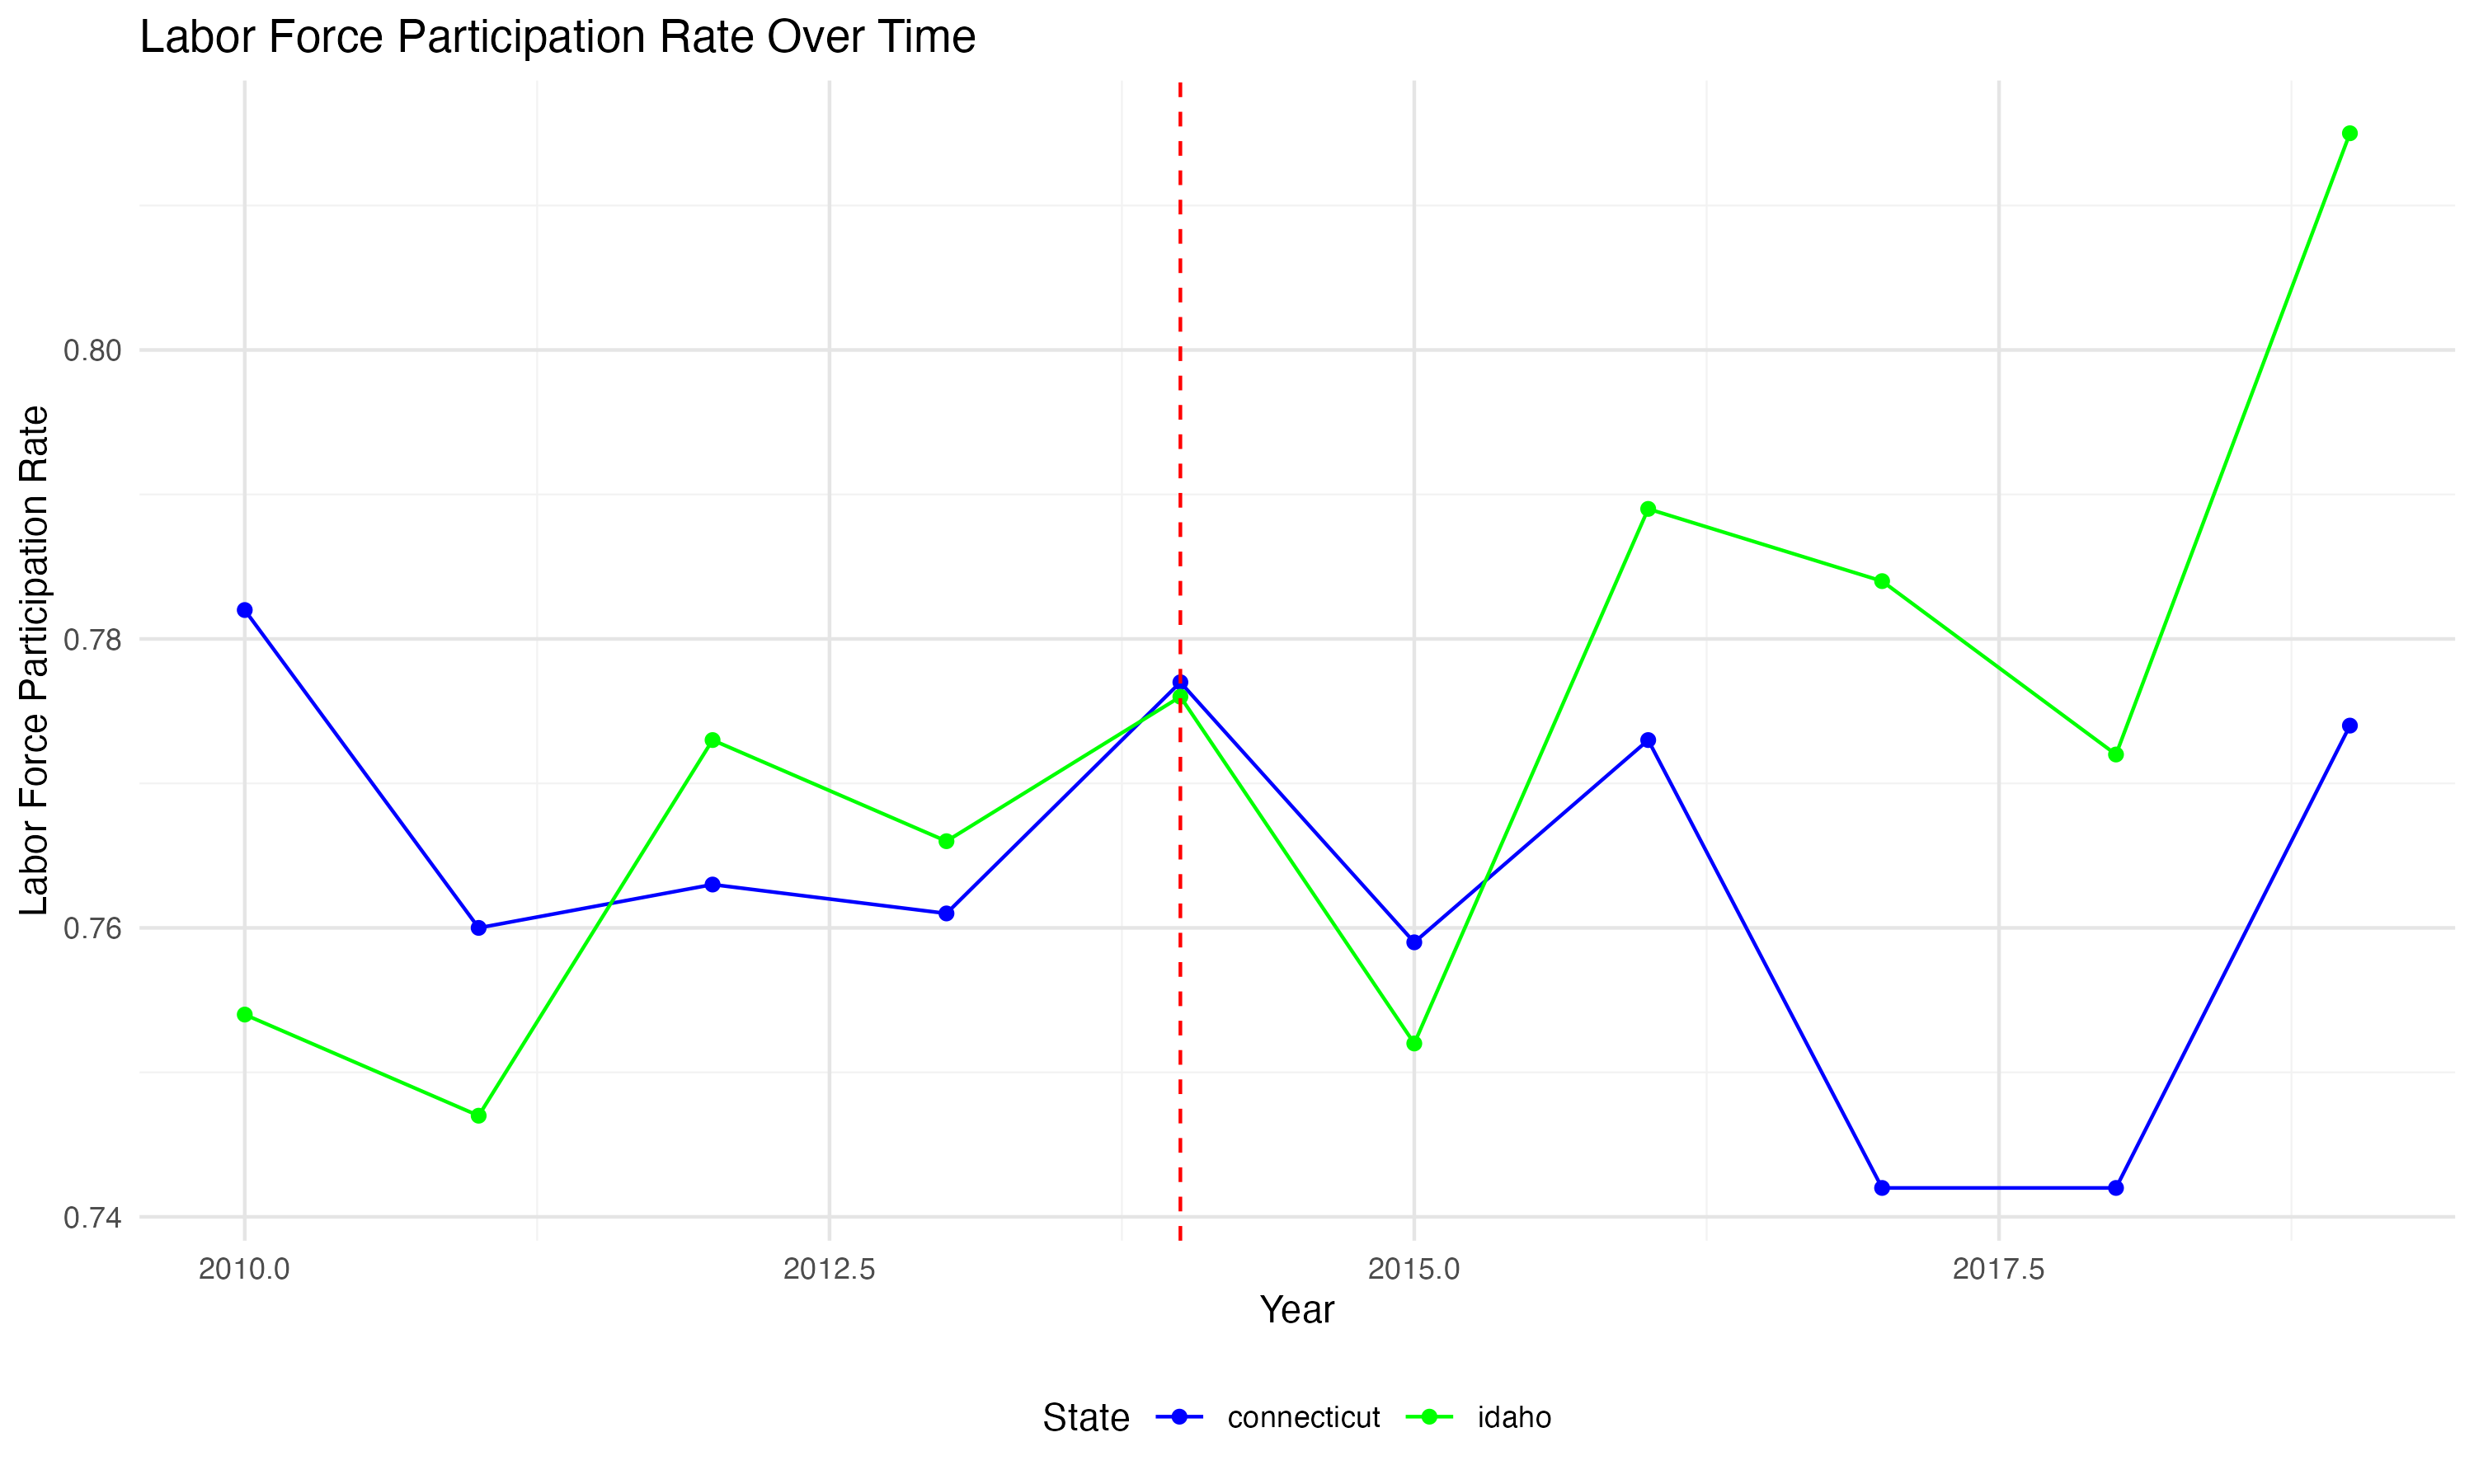 Labor Force Participation Rate Over Time
Labor Force Participation Rate
0.80
0.78
0.76
0.74
2010.0 2012.5 2015.0 2017.5
Year
State connecticut idaho